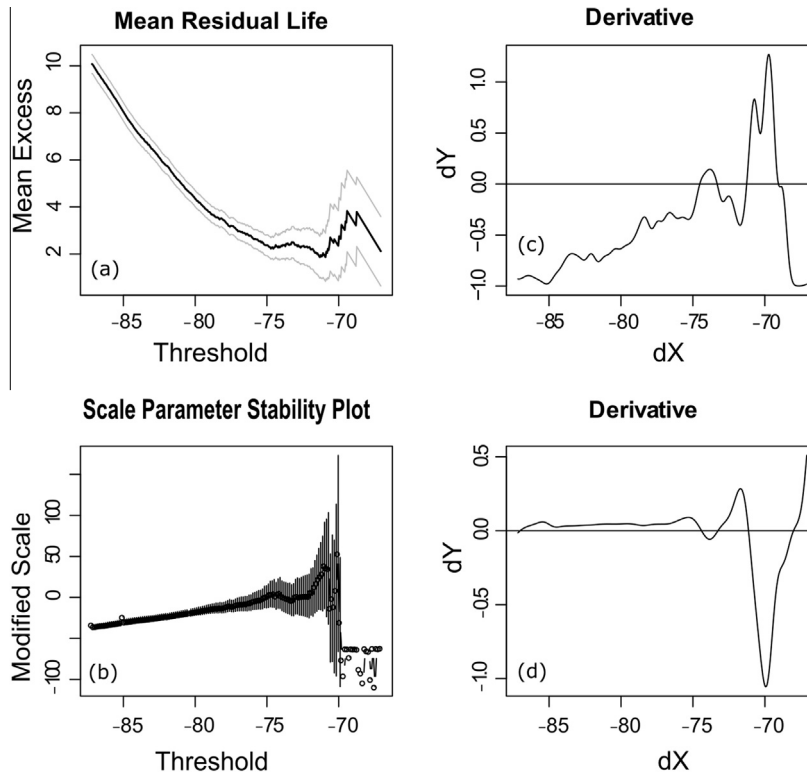 Mean Residual Life
Mean Excess
10
8
6
4
2
(a)
-85
-80
-75
-70
Threshold
Derivative
dY
1.0
0.5
0.0
-0.5
-1.0
(c)
-85
-80
-75
-70
dX
Scale Parameter Stability Plot
Modified Scale
100
50
0
-100
(b)
-85
-80
-75
-70
Threshold
Derivative
dY
0.5
0.0
-0.5
-1.0
(d)
-85
-80
-75
-70
dX